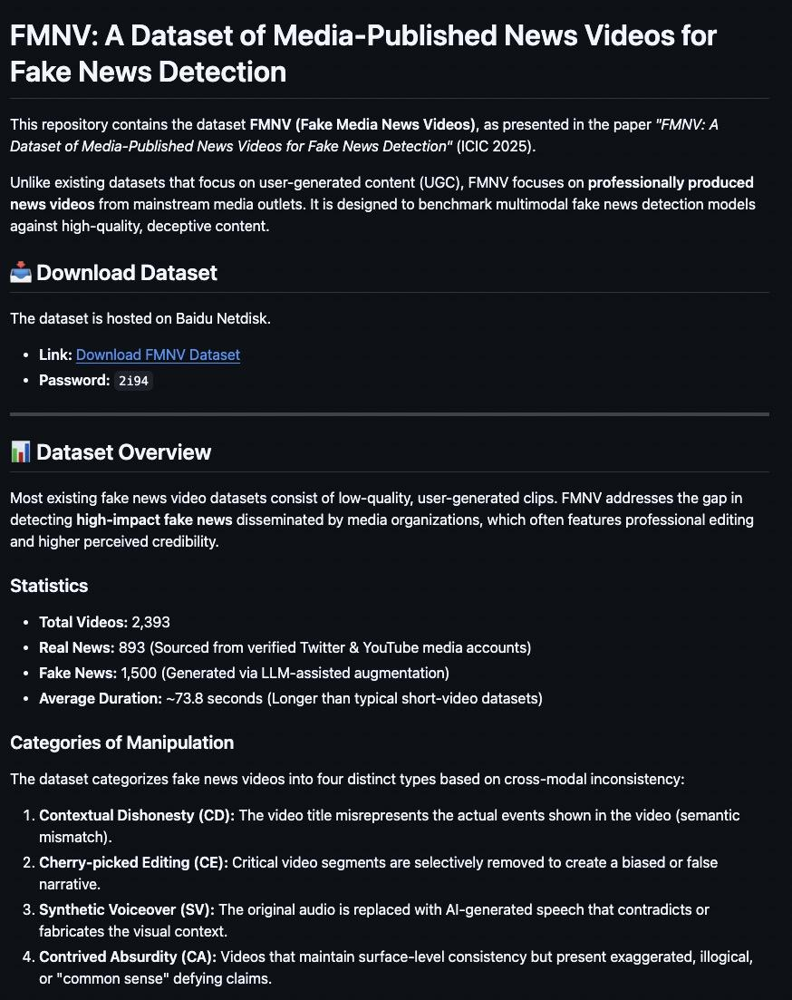 FMNV: A Dataset of Media-Published News Videos for
Fake News Detection
This repository contains the dataset FMNV (Fake Media News Videos), as presented in the paper "FMNV: A
Dataset of Media-Published News Videos for Fake News Detection" (ICIC 2025).
Unlike existing datasets that focus on user-generated content (UGC), FMNV focuses on professionally produced
news videos from mainstream media outlets. It is designed to benchmark multimodal fake news detection models
against high-quality, deceptive content.
Download Dataset
The dataset is hosted on Baidu Netdisk.
• Link: Download FMNV Dataset
• Password: 2i94
Dataset Overview
Most existing fake news video datasets consist of low-quality, user-generated clips. FMNV addresses the gap in
detecting high-impact fake news disseminated by media organizations, which often features professional editing
and higher perceived credibility.
Statistics
• Total Videos: 2,393
• Real News: 893 (Sourced from verified Twitter & YouTube media accounts)
• Fake News: 1,500 (Generated via LLM-assisted augmentation)
• Average Duration: ~73.8 seconds (Longer than typical short-video datasets)
Categories of Manipulation
The dataset categorizes fake news videos into four distinct types based on cross-modal inconsistency:
1. Contextual Dishonesty (CD): The video title misrepresents the actual events shown in the video (semantic
mismatch).
2. Cherry-picked Editing (CE): Critical video segments are selectively removed to create a biased or false
narrative.
3. Synthetic Voiceover (SV): The original audio is replaced with AI-generated speech that contradicts or
fabricates the visual context.
4. Contrived Absurdity (CA): Videos that maintain surface-level consistency but present exaggerated, illogical,
or "common sense" defying claims.